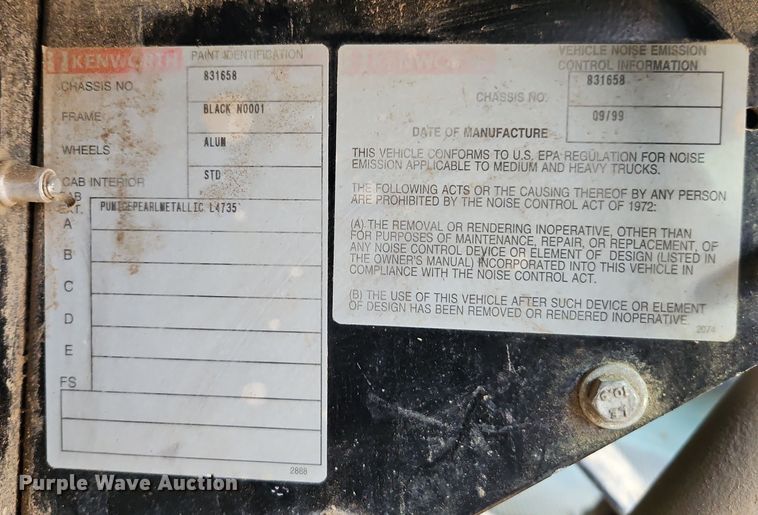 KENWORTH
PAINT IDENTIFICATION
CHASSIS NO. 831658
FRAME BLACK N0001
WHEELS ALUM
CAB INTERIOR STD
CAB
EXT.
A PUMICEPEARLMETALLIC L4735
B
C
D
E
FS
2888
KENWORTH
VEHICLE NOISE EMISSION
CONTROL INFORMATION
CHASSIS NO. 831658
DATE OF MANUFACTURE 09/99
THIS VEHICLE CONFORMS TO U.S. EPA REGULATION FOR NOISE
EMISSION APPLICABLE TO MEDIUM AND HEAVY TRUCKS.
THE FOLLOWING ACTS OR THE CAUSING THEREOF BY ANY PERSON
ARE PROHIBITED BY THE NOISE CONTROL ACT OF 1972:
(A) THE REMOVAL OR RENDERING INOPERATIVE, OTHER THAN
FOR PURPOSES OF MAINTENANCE, REPAIR, OR REPLACEMENT, OF
ANY NOISE CONTROL DEVICE OR ELEMENT OF DESIGN (LISTED IN
THE OWNER'S MANUAL) INCORPORATED INTO THIS VEHICLE IN
COMPLIANCE WITH THE NOISE CONTROL ACT.
(B) THE USE OF THIS VEHICLE AFTER SUCH DEVICE OR ELEMENT
OF DESIGN HAS BEEN REMOVED OR RENDERED INOPERATIVE.
2074
10.9
Purple Wave Auction